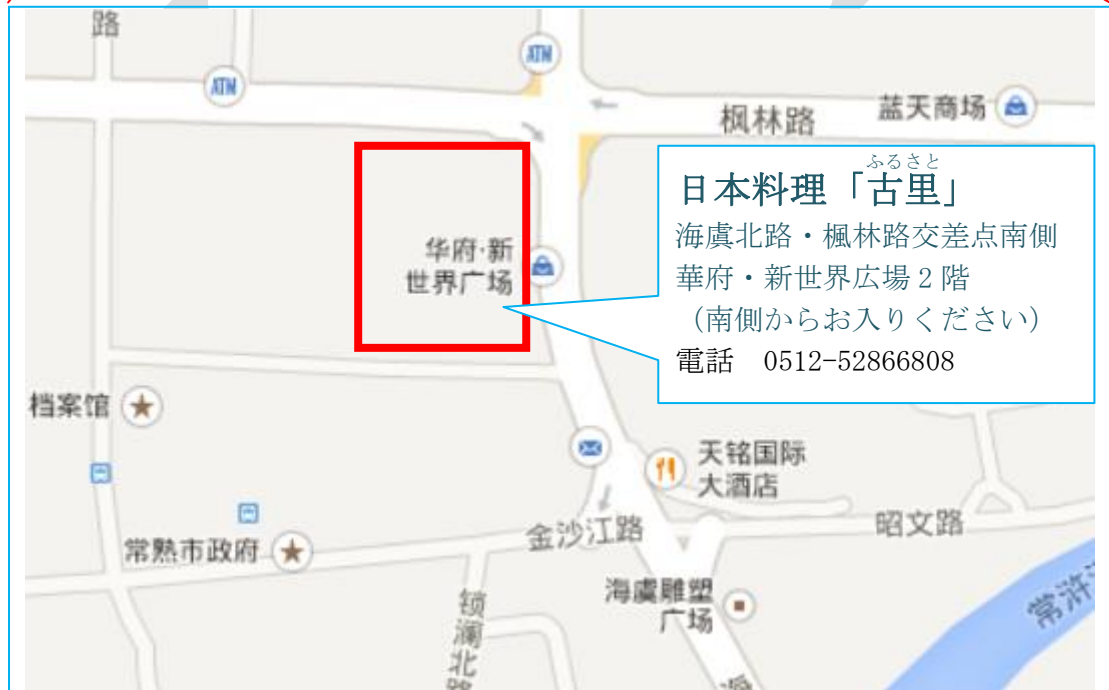 路
ATM
ATM
枫林路
蓝天商场
ふるさと
日本料理「古里」
海虞北路・楓林路交差点南側
華府・新世界広場２階
（南側からお入りください）
電話　0512-52866808
华府·新
世界广场
档案馆
天铭国际
大酒店
金沙江路
昭文路
常熟市政府
海虞雕塑
广场
锁澜北路
常浒
海